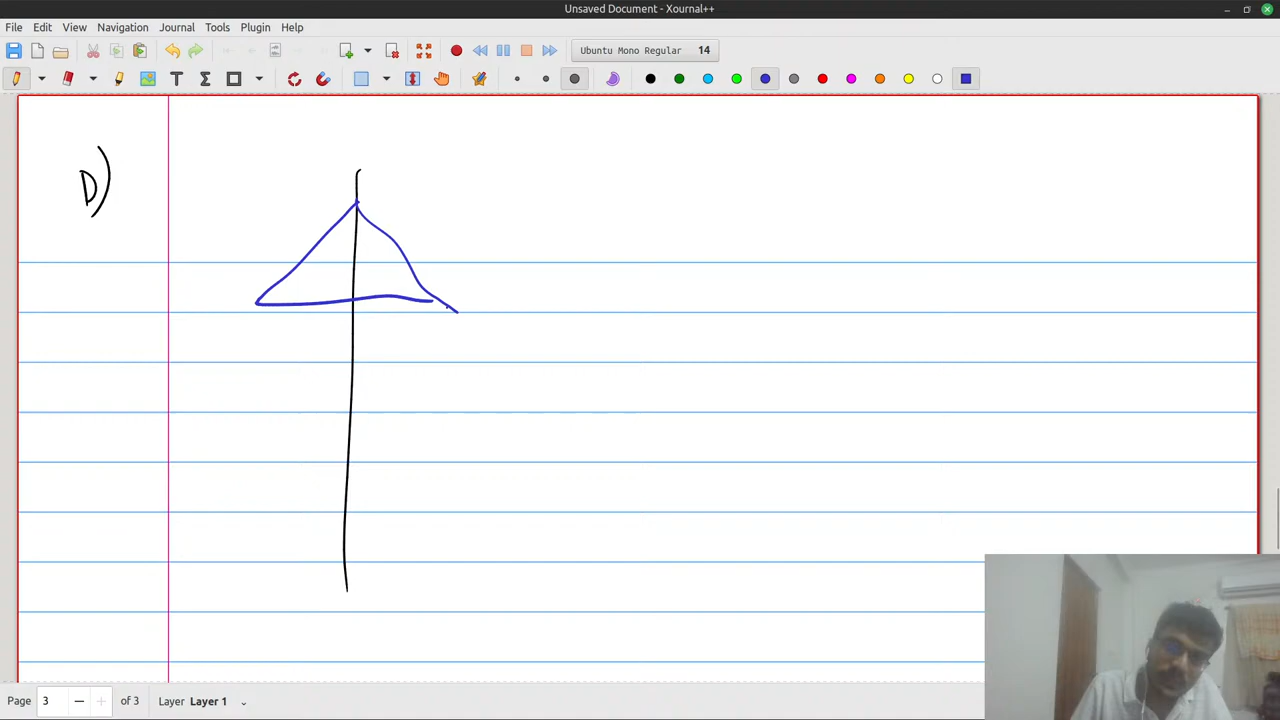 Unsaved Document - Xournal++
File Edit View Navigation Journal Tools Plugin Help
Ubuntu Mono Regular 14
D)
Page 3 of 3 Layer Layer 1